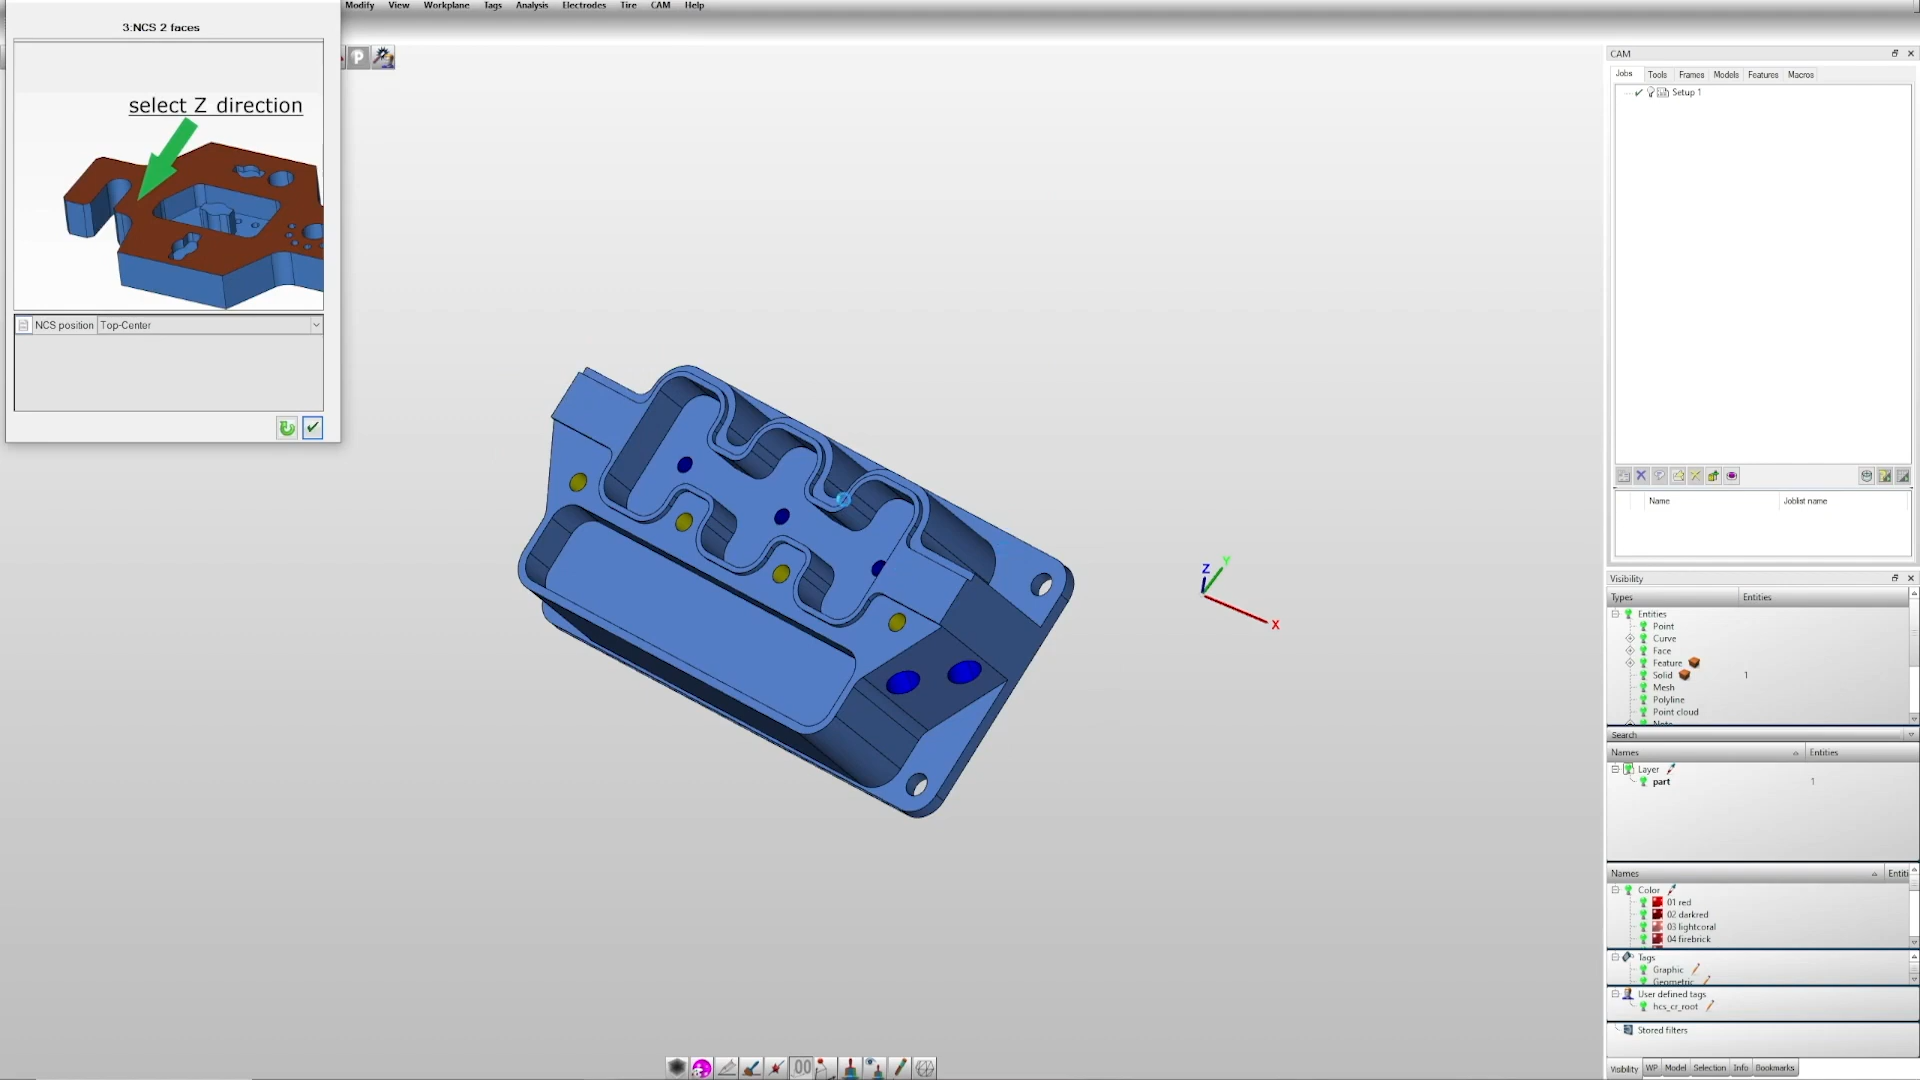 Modify View Workplane Tags Analysis Electrodes Tire CAM Help
3:NCS 2 faces
select Z direction
NCS position Top-Center
P
CAM
Jobs Tools Frames Models Features Macros
Setup 1
Name Joblist name
Z Y
X
Visibility
Types Entities
Entities
Point
Curve
Face
Feature
Solid 1
Mesh
Polyline
Point cloud
Search
Names Entities
Layer
part 1
Names Entiti
Color
01 red
02 darkred
03 lightcoral
04 firebrick
Tags
Graphic
Geometric
User defined tags
hcs_cr_root
Stored filters
Visibility WP Model Selection Info Bookmarks